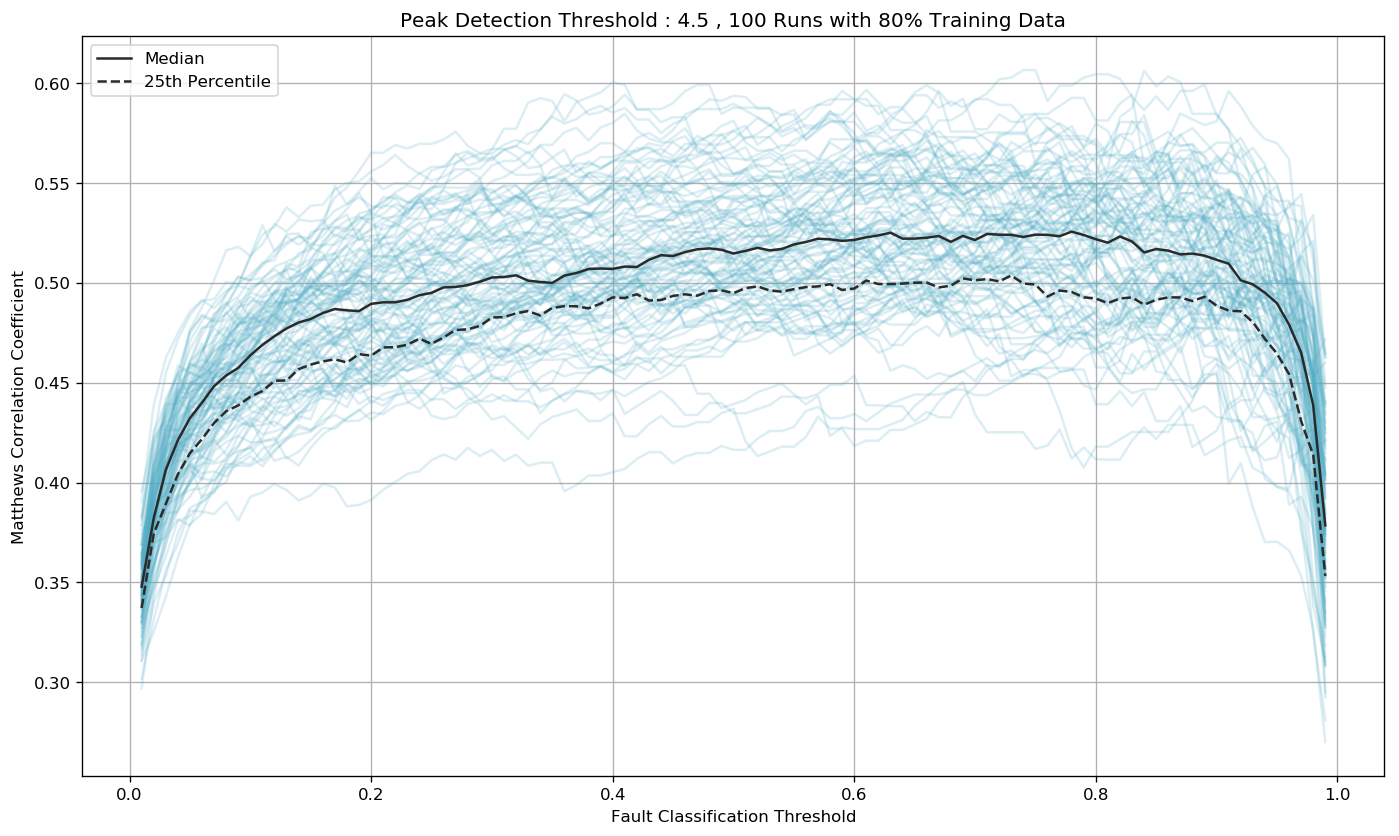 Peak Detection Threshold : 4.5 , 100 Runs with 80% Training Data
Median
25th Percentile
Matthews Correlation Coefficient
0.60
0.55
0.50
0.45
0.40
0.35
0.30
0.0 0.2 0.4 0.6 0.8 1.0
Fault Classification Threshold